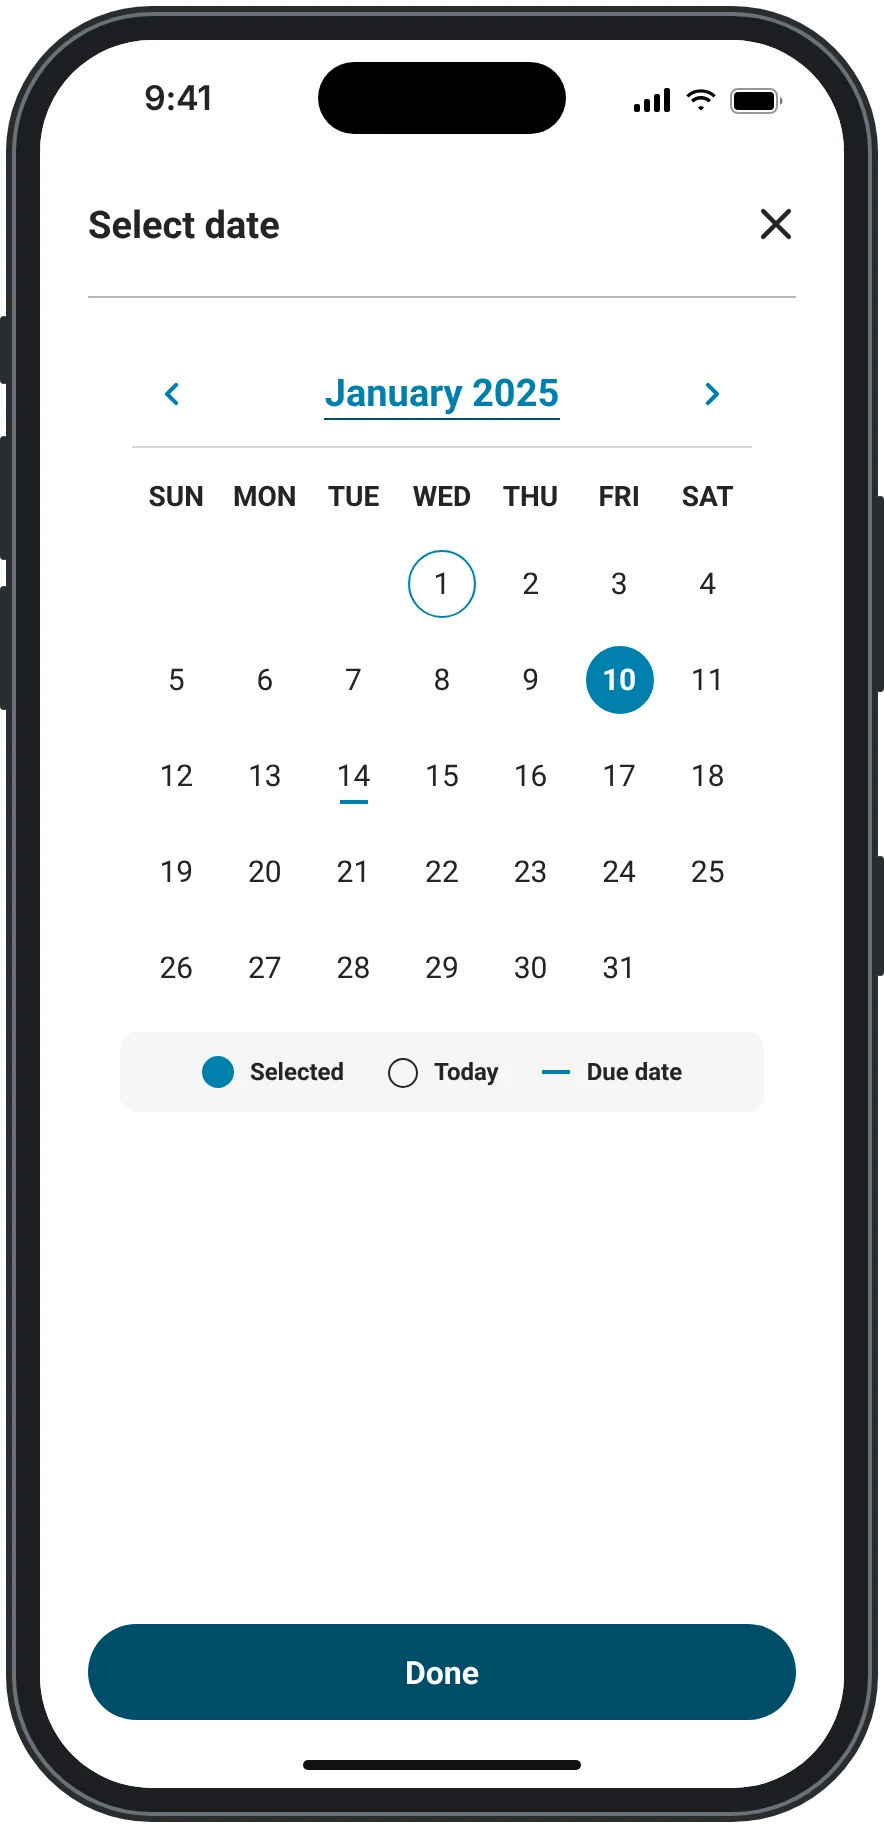 9:41
Select date
January 2025
SUN MON TUE WED THU FRI SAT
1 2 3 4
5 6 7 8 9 10 11
12 13 14 15 16 17 18
19 20 21 22 23 24 25
26 27 28 29 30 31
Selected Today Due date
Done